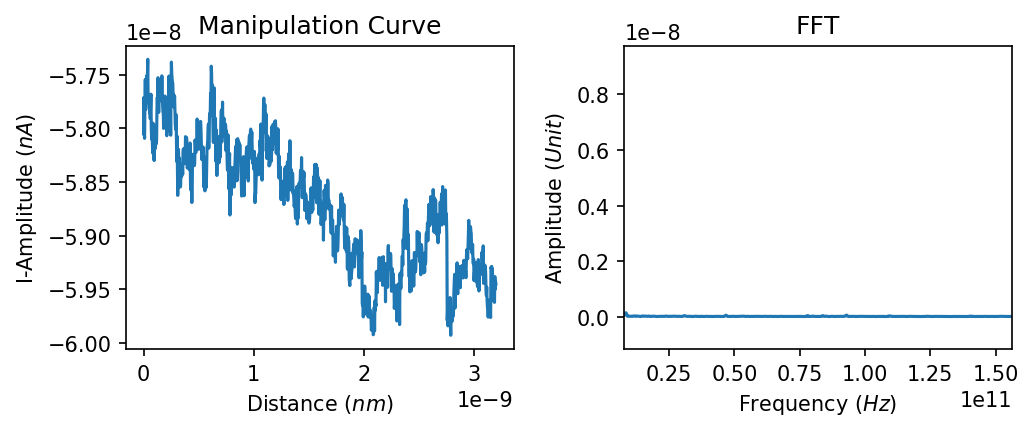 Manipulation Curve
1e−8
−5.75
−5.80
−5.85
−5.90
−5.95
−6.00
I-Amplitude (nA)
0
1
2
3
Distance (nm)
1e−9
FFT
1e−8
0.8
0.6
0.4
0.2
0.0
Amplitude (Unit)
0.25
0.50
0.75
1.00
1.25
1.50
Frequency (Hz)
1e11